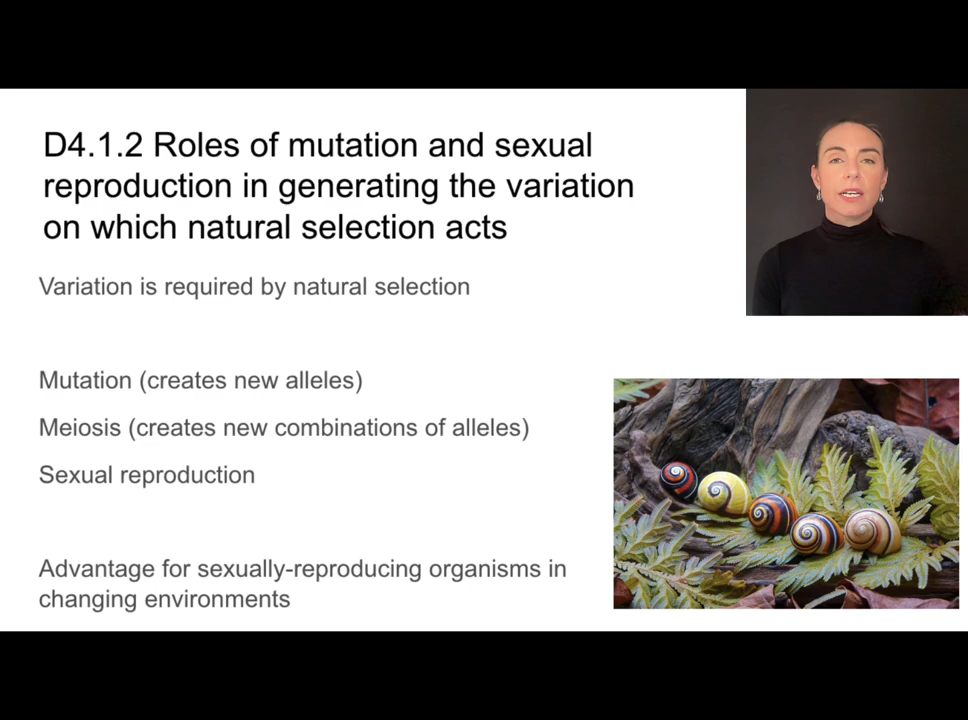 D4.1.2 Roles of mutation and sexual
reproduction in generating the variation
on which natural selection acts
Variation is required by natural selection
Mutation (creates new alleles)
Meiosis (creates new combinations of alleles)
Sexual reproduction
Advantage for sexually-reproducing organisms in
changing environments